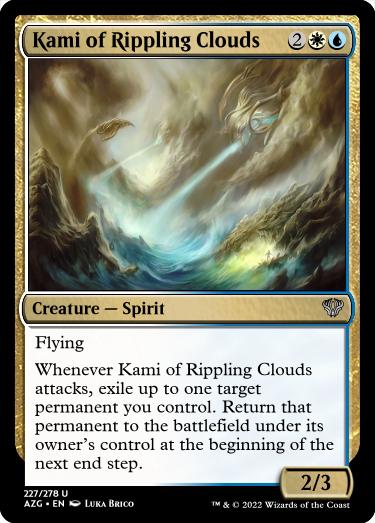 Kami of Rippling Clouds 2
Creature — Spirit
Flying
Whenever Kami of Rippling Clouds
attacks, exile up to one target
permanent you control. Return that
permanent to the battlefield under its
owner's control at the beginning of the
next end step.
2/3
227/278 U
AZG • EN Luka Brico ™ & © 2022 Wizards of the Coast